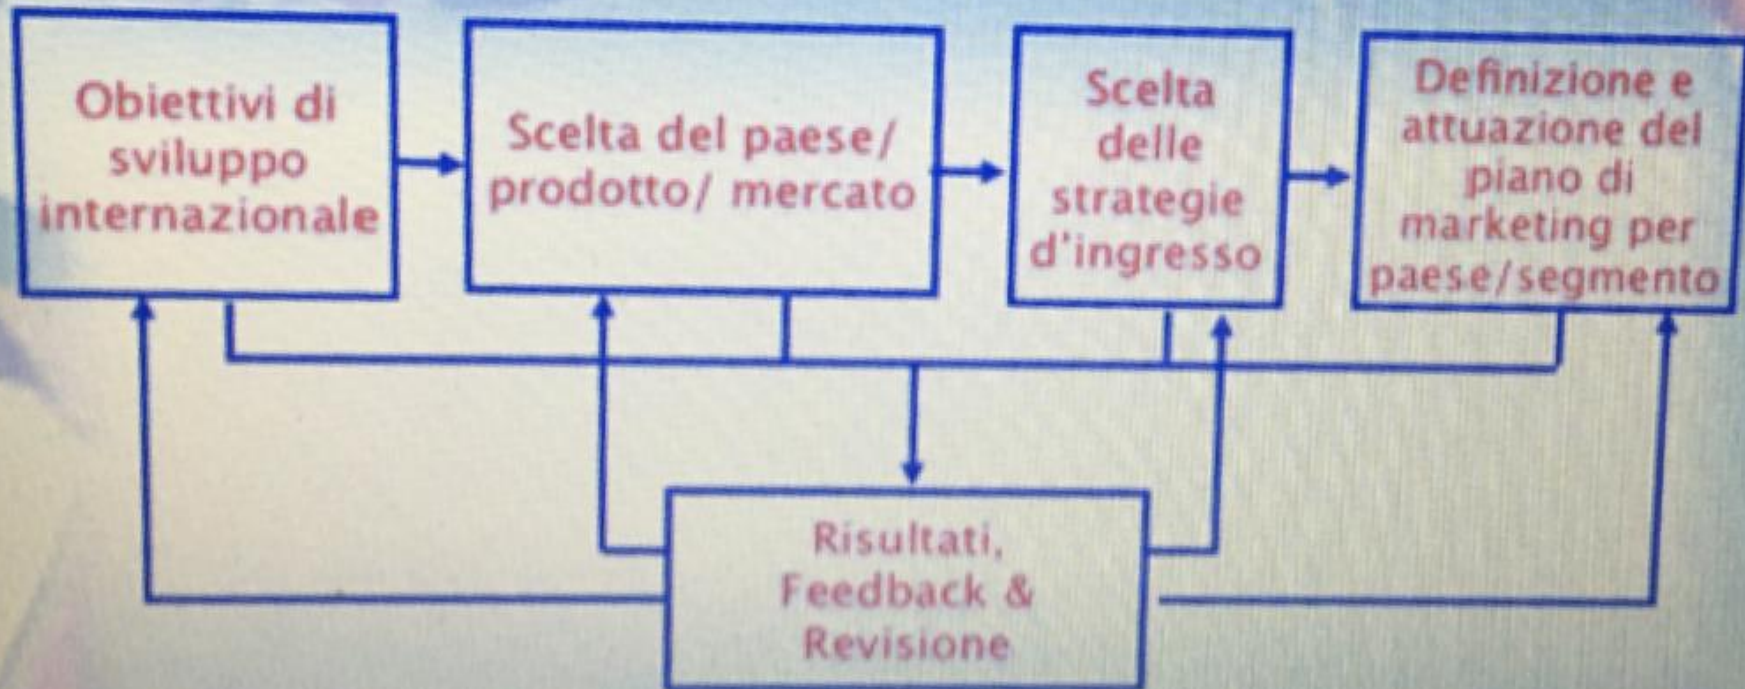 Obiettivi di
sviluppo
internazionale
Scelta del paese/
prodotto/ mercato
Scelta
delle
strategie
d'ingresso
Definizione e
attuazione del
piano di
marketing per
paese/segmento
Risultati,
Feedback &
Revisione